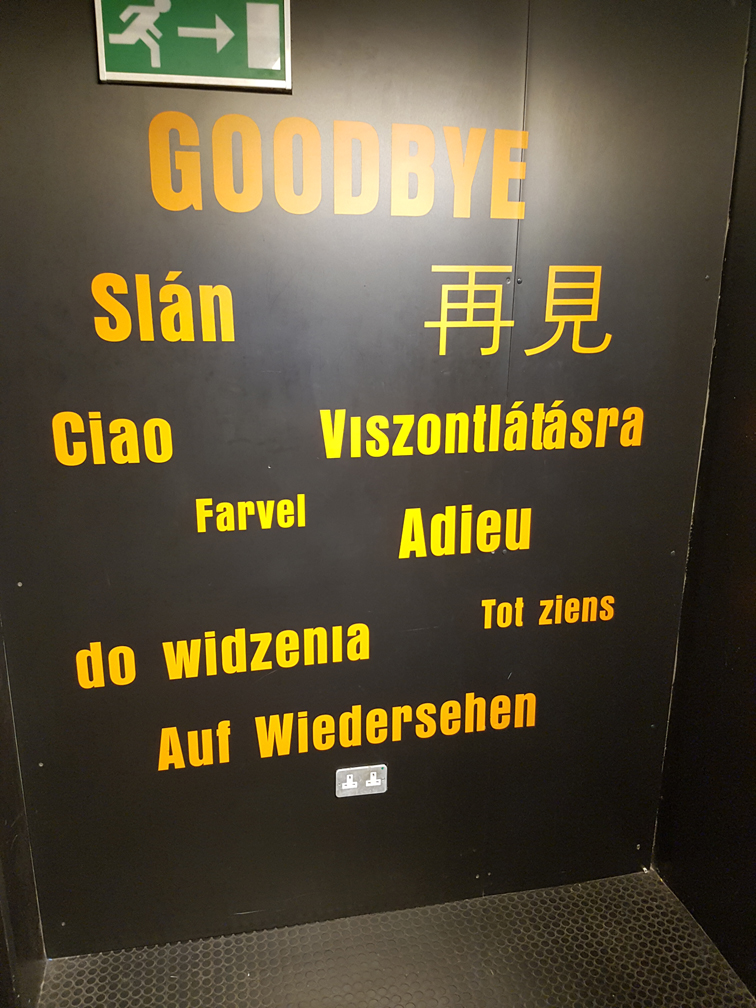 GOODBYE
Slán 再見
Ciao Viszontlátásra
Farvel Adieu
Tot ziens
do widzenia
Auf Wiedersehen